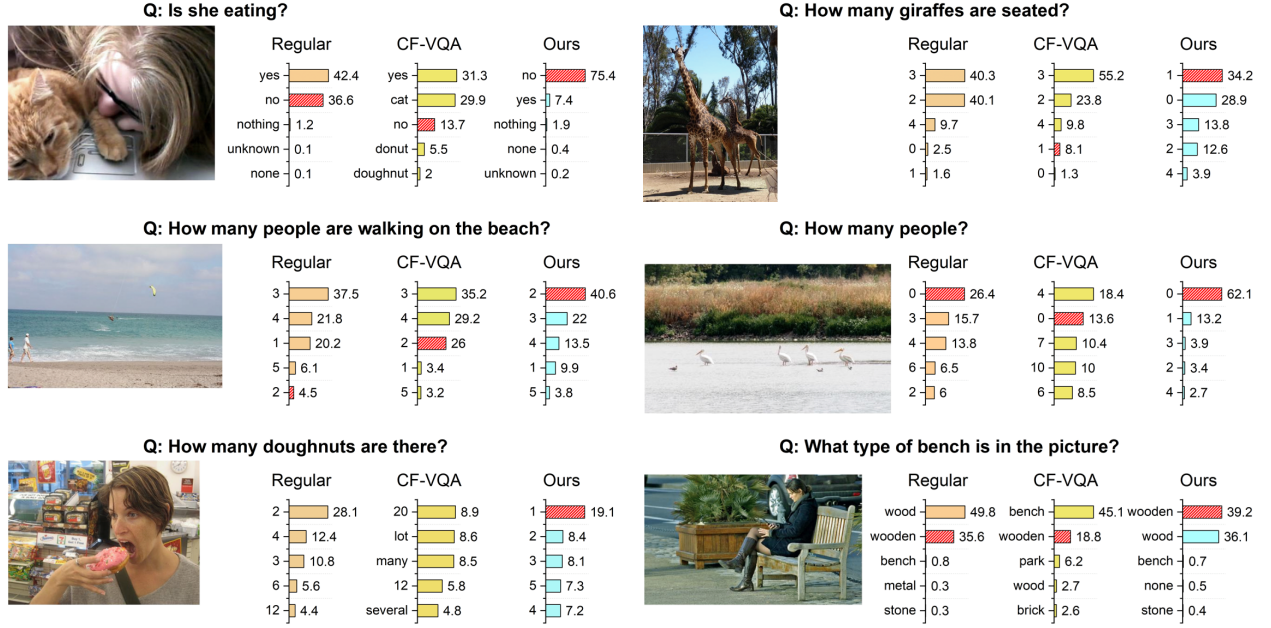 Q: Is she eating?
Regular CF-VQA Ours
yes 42.4 yes 31.3 no 75.4
no 36.6 cat 29.9 yes 7.4
nothing 1.2 no 13.7 nothing 1.9
unknown 0.1 donut 5.5 none 0.4
none 0.1 doughnut 2 unknown 0.2
Q: How many giraffes are seated?
Regular CF-VQA Ours
3 40.3 3 55.2 1 34.2
2 40.1 2 23.8 0 28.9
4 9.7 4 9.8 3 13.8
0 2.5 1 8.1 2 12.6
1 1.6 0 1.3 4 3.9
Q: How many people are walking on the beach?
Regular CF-VQA Ours
3 37.5 3 35.2 2 40.6
4 21.8 4 29.2 3 22
1 20.2 2 26 4 13.5
5 6.1 1 3.4 1 9.9
2 4.5 5 3.2 5 3.8
Q: How many people?
Regular CF-VQA Ours
0 26.4 4 18.4 0 62.1
3 15.7 0 13.6 1 13.2
4 13.8 7 10.4 3 3.9
6 6.5 10 10 2 3.4
2 6 6 8.5 4 2.7
Q: How many doughnuts are there?
Regular CF-VQA Ours
2 28.1 20 8.9 1 19.1
4 12.4 lot 8.6 2 8.4
3 10.8 many 8.5 3 8.1
6 5.6 12 5.8 5 7.3
12 4.4 several 4.8 4 7.2
Q: What type of bench is in the picture?
Regular CF-VQA Ours
wood 49.8 bench 45.1 wooden 39.2
wooden 35.6 wooden 18.8 wood 36.1
bench 0.8 park 6.2 bench 0.7
metal 0.3 wood 2.7 none 0.5
stone 0.3 brick 2.6 stone 0.4